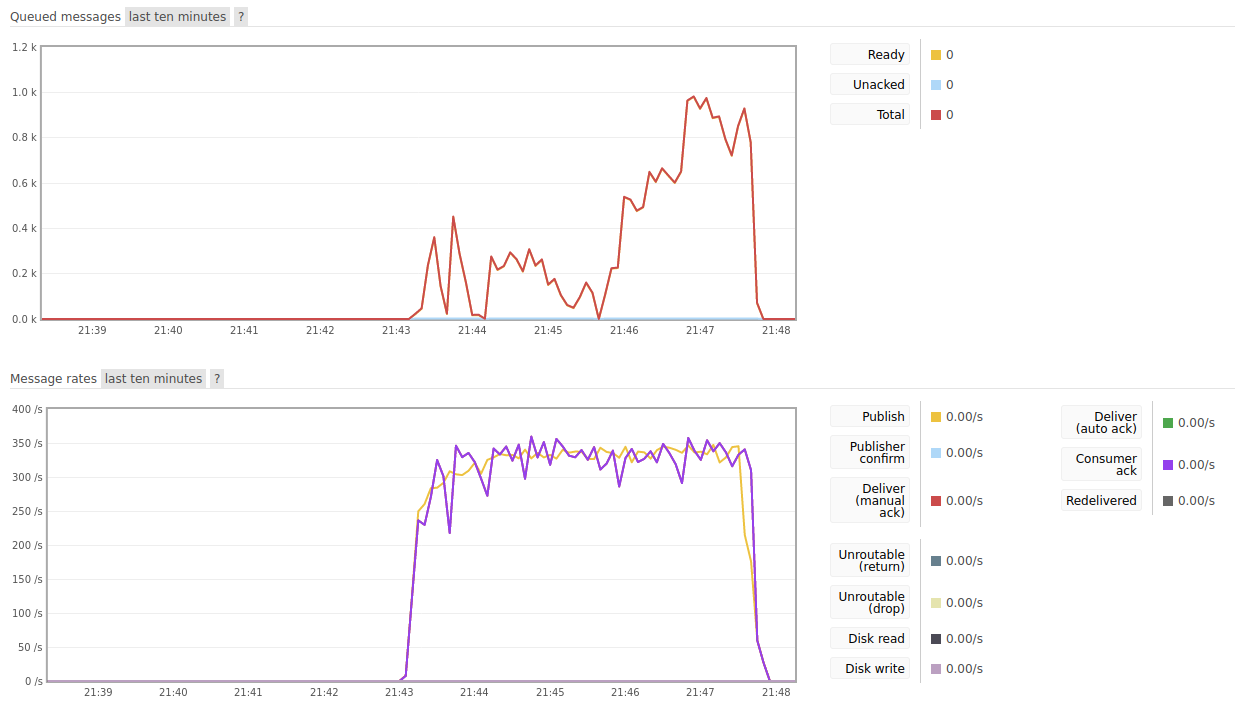 Queued messages last ten minutes ?
1.2 k
1.0 k
0.8 k
0.6 k
0.4 k
0.2 k
0.0 k
21:39 21:40 21:41 21:42 21:43 21:44 21:45 21:46 21:47 21:48
Ready 0
Unacked 0
Total 0
Message rates last ten minutes ?
400 /s
350 /s
300 /s
250 /s
200 /s
150 /s
100 /s
50 /s
0 /s
21:39 21:40 21:41 21:42 21:43 21:44 21:45 21:46 21:47 21:48
Publish 0.00/s
Publisher
confirm 0.00/s
Deliver
(manual
ack) 0.00/s
Unroutable
(return) 0.00/s
Unroutable
(drop) 0.00/s
Disk read 0.00/s
Disk write 0.00/s
Deliver
(auto ack) 0.00/s
Consumer
ack 0.00/s
Redelivered 0.00/s